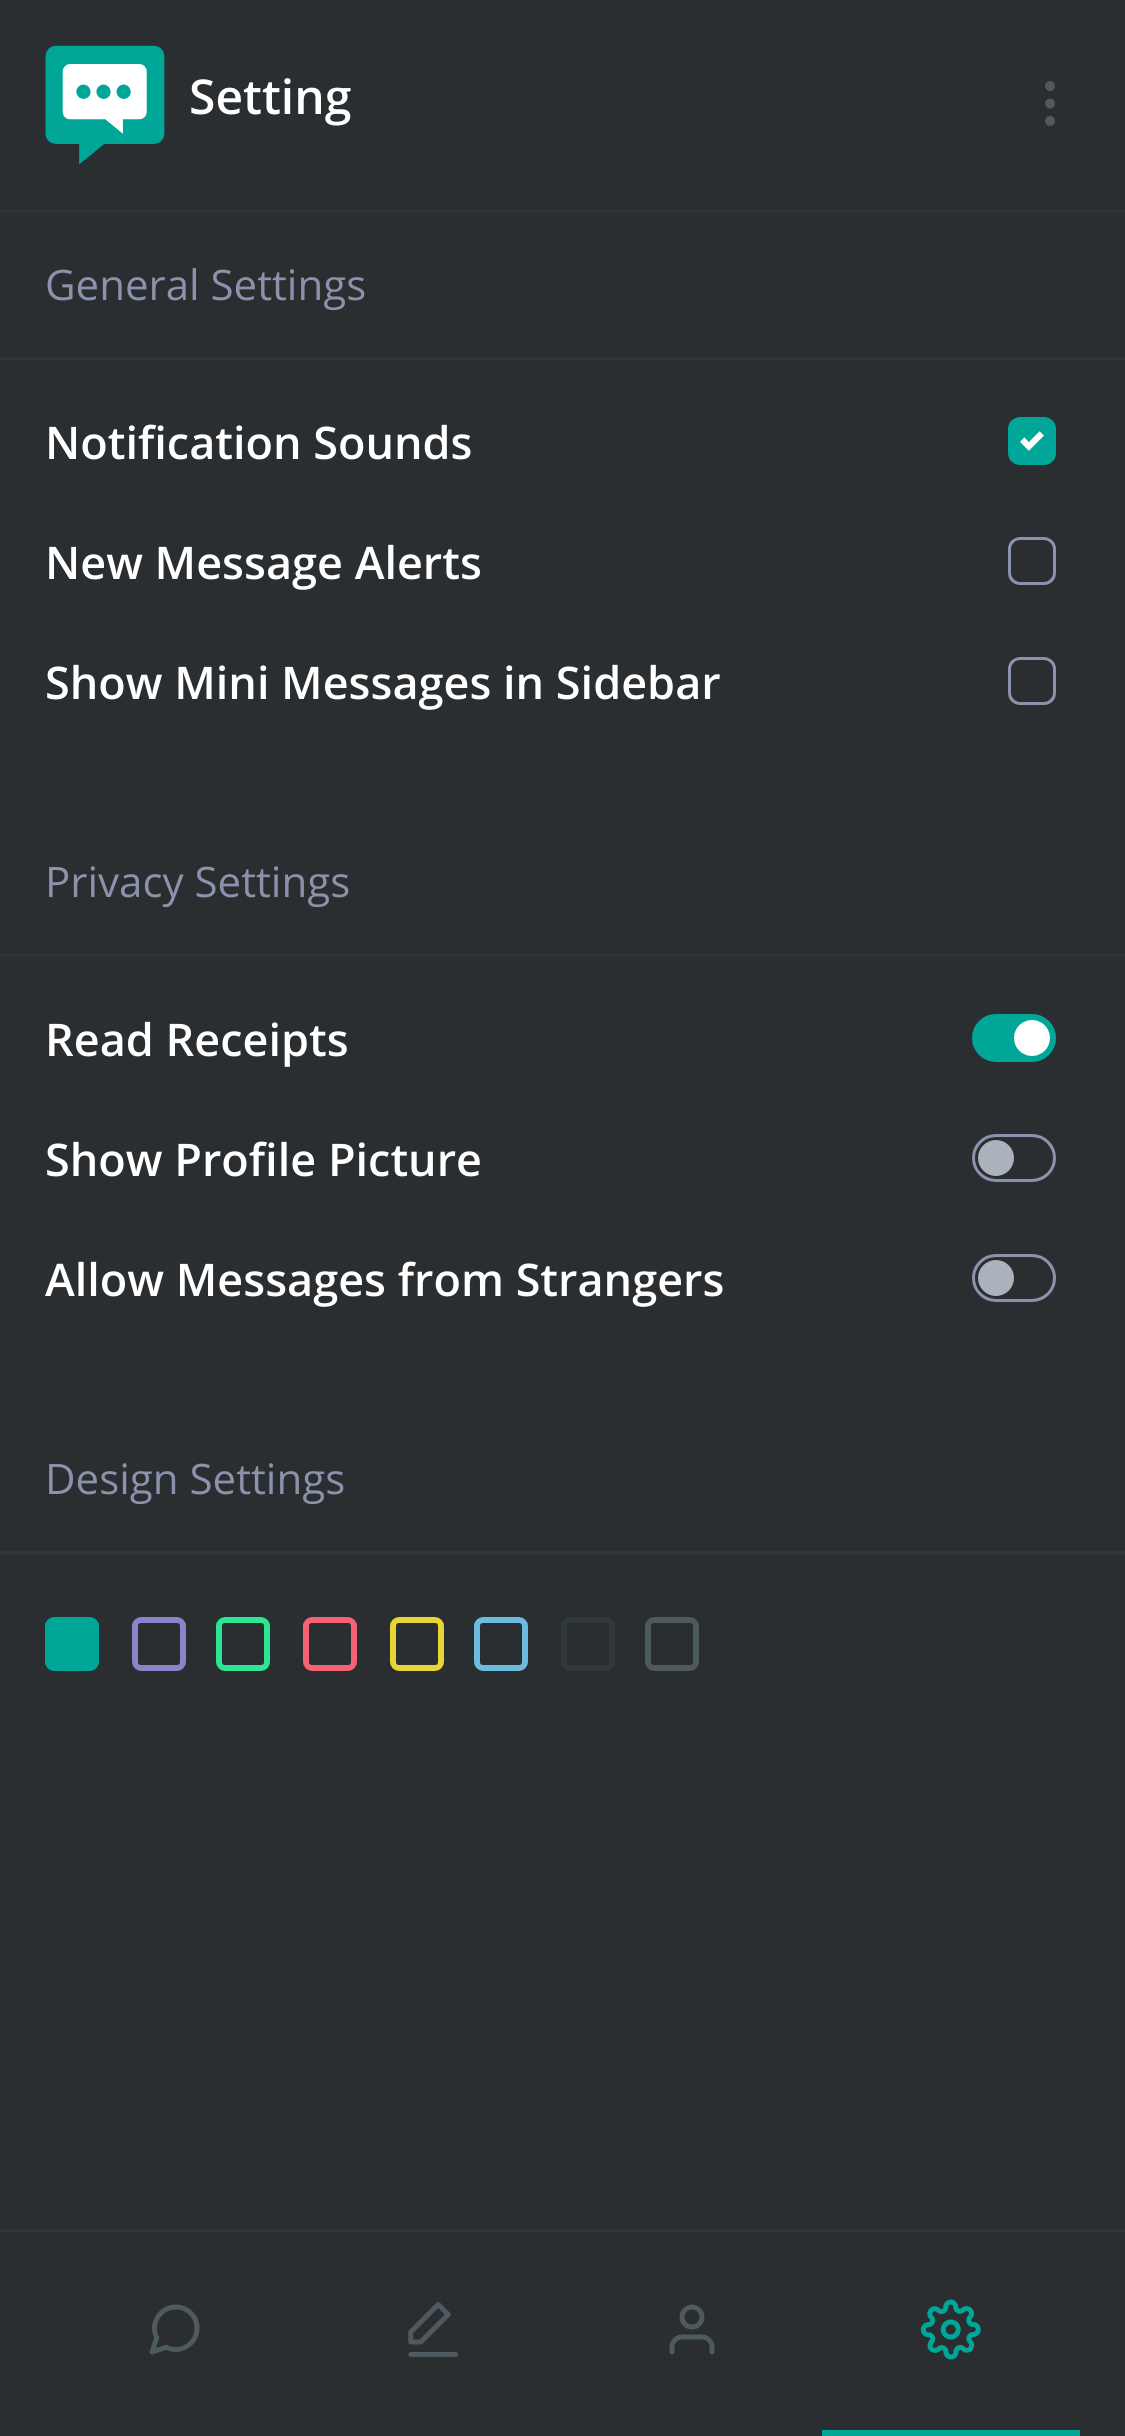 Setting
General Settings
Notification Sounds
New Message Alerts
Show Mini Messages in Sidebar
Privacy Settings
Read Receipts
Show Profile Picture
Allow Messages from Strangers
Design Settings